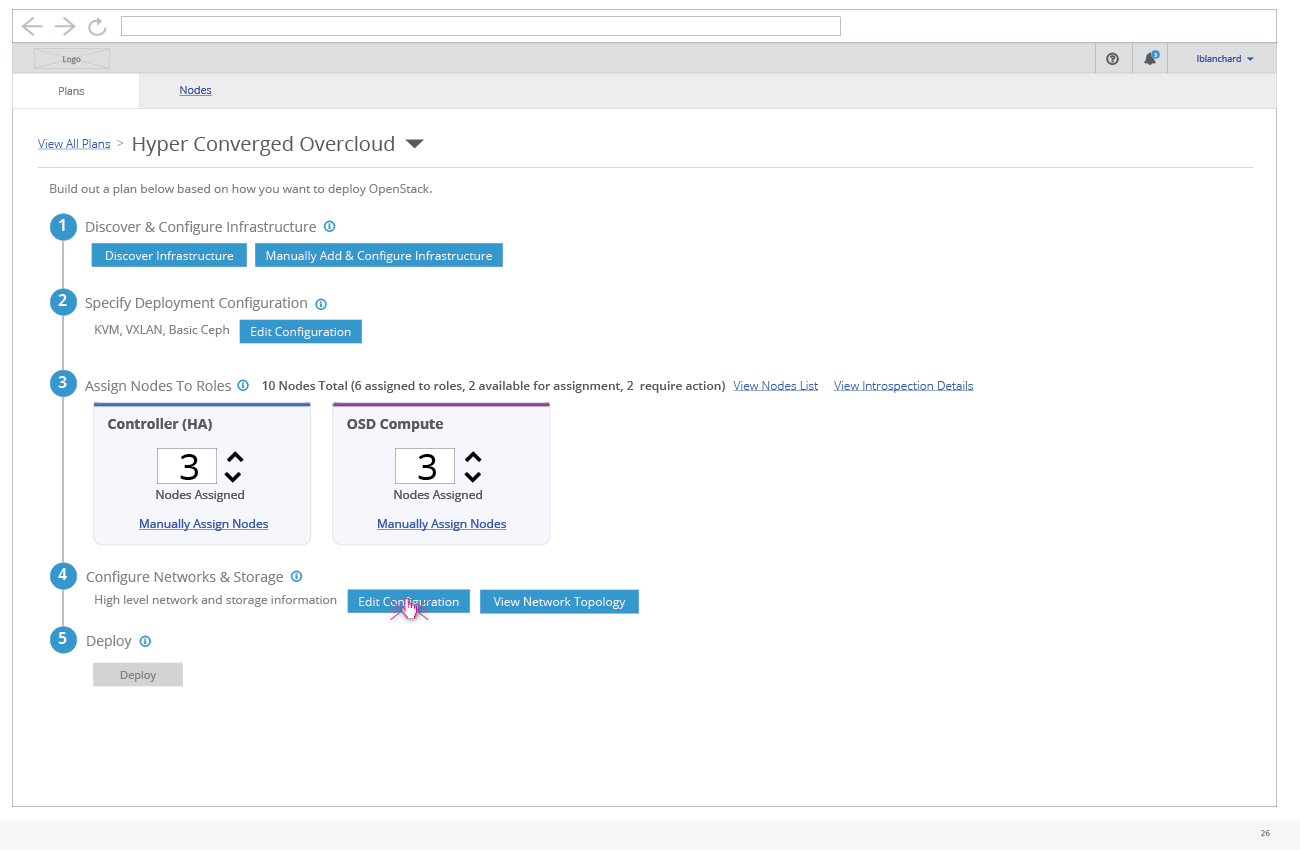 Logo
3
lblanchard
Plans
Nodes
View All Plans > Hyper Converged Overcloud
Build out a plan below based on how you want to deploy OpenStack.
1 Discover & Configure Infrastructure
Discover Infrastructure
Manually Add & Configure Infrastructure
2 Specify Deployment Configuration
KVM, VXLAN, Basic Ceph
Edit Configuration
3 Assign Nodes To Roles 10 Nodes Total (6 assigned to roles, 2 available for assignment, 2 require action) View Nodes List View Introspection Details
Controller (HA)
3
Nodes Assigned
Manually Assign Nodes
OSD Compute
3
Nodes Assigned
Manually Assign Nodes
4 Configure Networks & Storage
High level network and storage information
Edit Configuration
View Network Topology
5 Deploy
Deploy
26